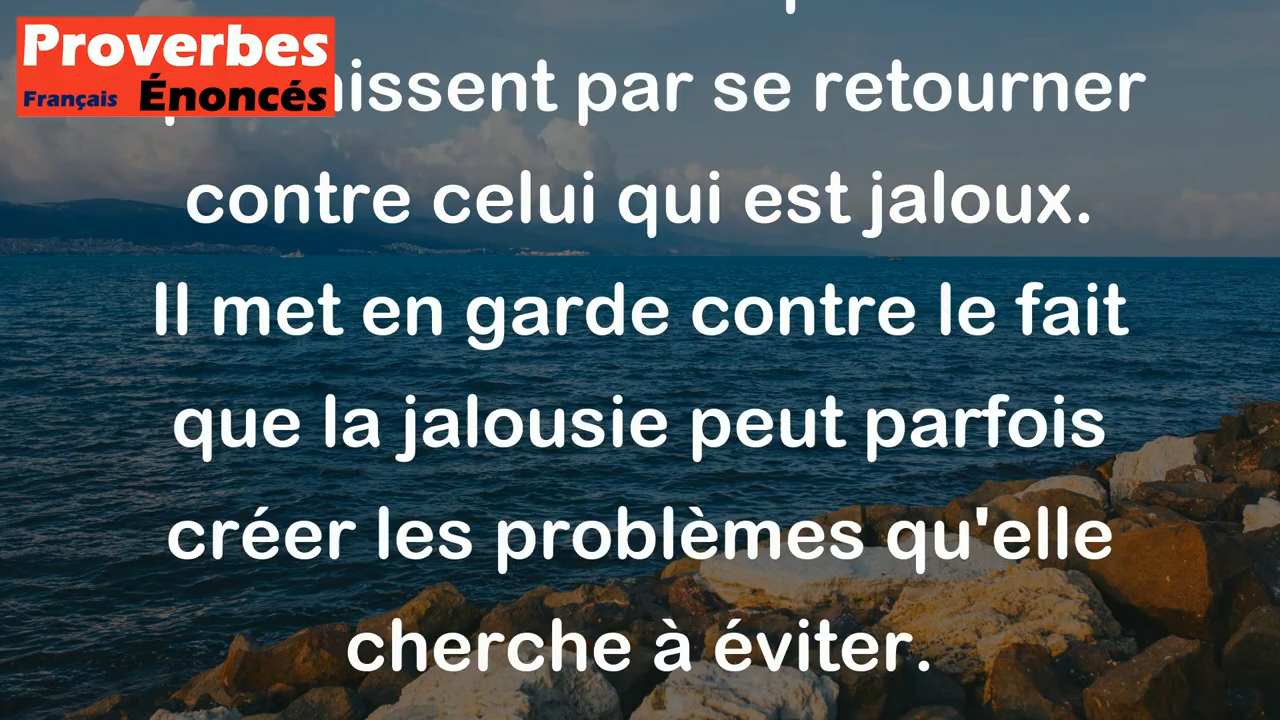 Proverbes
Français Énoncés
par se retourner
contre celui qui est jaloux.
Il met en garde contre le fait
que la jalousie peut parfois
créer les problèmes qu'elle
cherche à éviter.